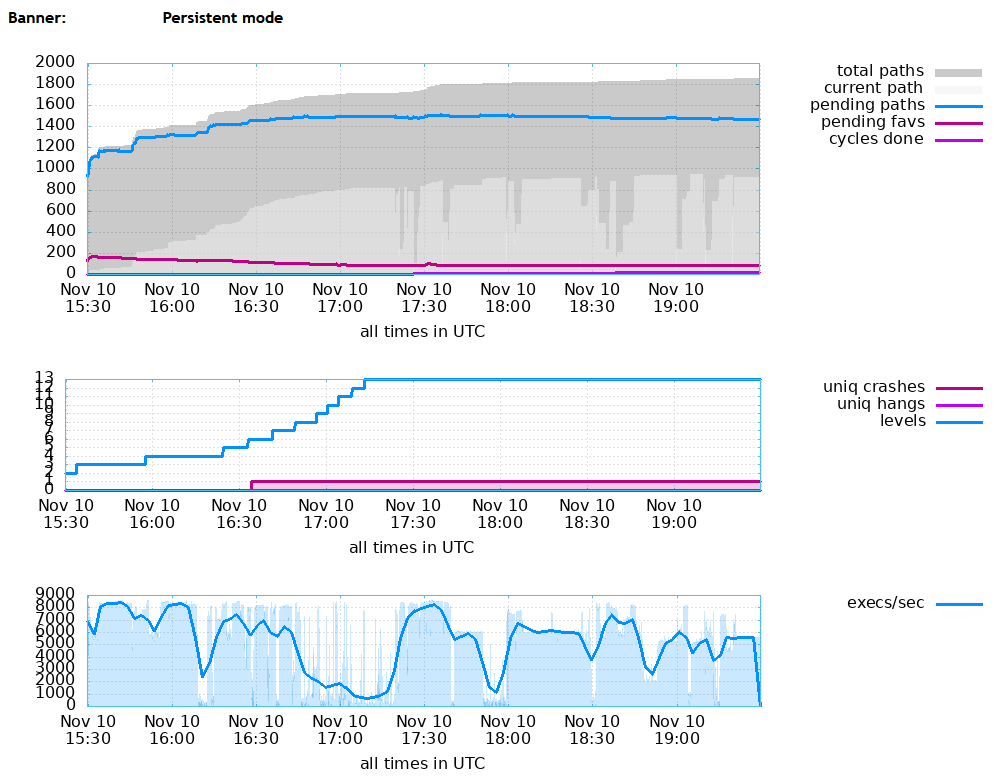 Banner: Persistent mode
2000
1800
1600
1400
1200
1000
800
600
400
200
0
Nov 10 Nov 10 Nov 10 Nov 10 Nov 10 Nov 10 Nov 10 Nov 10
15:30 16:00 16:30 17:00 17:30 18:00 18:30 19:00
all times in UTC
total paths
current path
pending paths
pending favs
cycles done
13
12
11
10
9
8
7
6
5
4
3
2
1
0
Nov 10 Nov 10 Nov 10 Nov 10 Nov 10 Nov 10 Nov 10 Nov 10
15:30 16:00 16:30 17:00 17:30 18:00 18:30 19:00
all times in UTC
uniq crashes
uniq hangs
levels
9000
8000
7000
6000
5000
4000
3000
2000
1000
0
Nov 10 Nov 10 Nov 10 Nov 10 Nov 10 Nov 10 Nov 10 Nov 10
15:30 16:00 16:30 17:00 17:30 18:00 18:30 19:00
all times in UTC
execs/sec